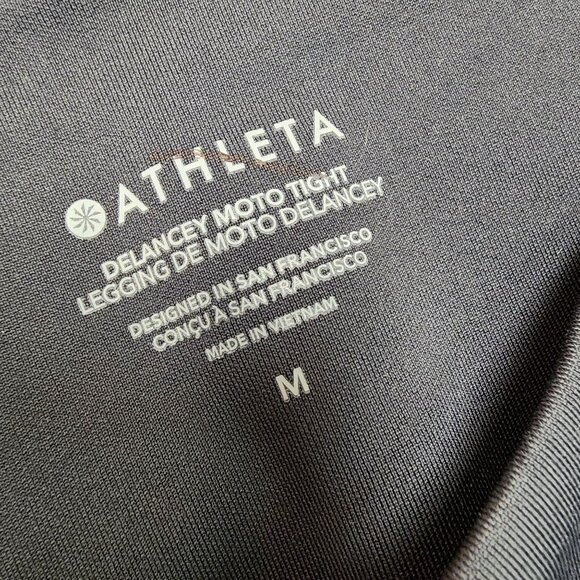 ATHLETA
DELANCEY MOTO TIGHT
LEGGING DE MOTO DELANCEY
DESIGNED IN SAN FRANCISCO
CONÇU À SAN FRANCISCO
MADE IN VIETNAM
M